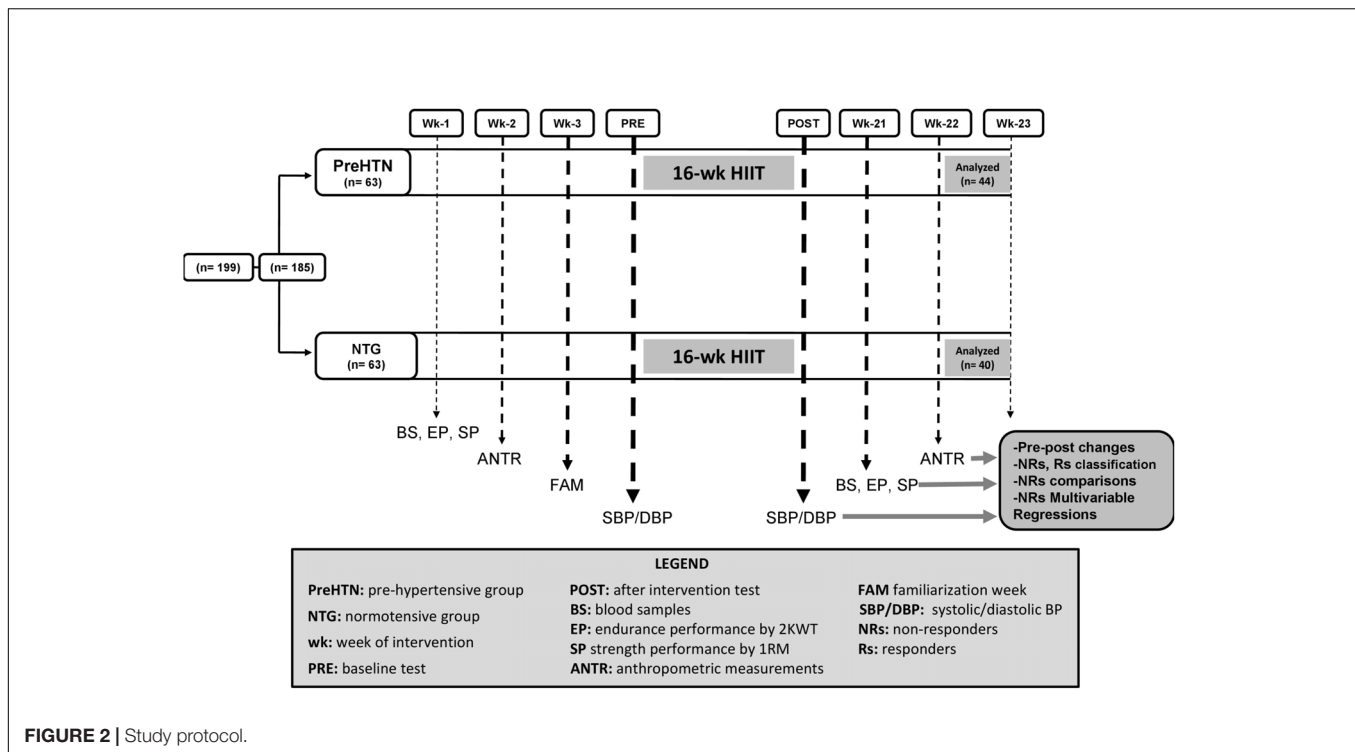 Wk-1 Wk-2 Wk-3 PRE POST Wk-21 Wk-22 Wk-23
PreHTN
(n= 63)
16-wk HIIT
Analyzed
(n= 44)
(n= 199) (n= 185)
NTG
(n= 63)
16-wk HIIT
Analyzed
(n= 40)
BS, EP, SP
ANTR
FAM
SBP/DBP
SBP/DBP
BS, EP, SP
ANTR
-Pre-post changes
-NRs, Rs classification
-NRs comparisons
-NRs Multivariable
Regressions
LEGEND
PreHTN: pre-hypertensive group
NTG: normotensive group
wk: week of intervention
PRE: baseline test
POST: after intervention test
BS: blood samples
EP: endurance performance by 2KWT
SP strength performance by 1RM
ANTR: anthropometric measurements
FAM familiarization week
SBP/DBP: systolic/diastolic BP
NRs: non-responders
Rs: responders
FIGURE 2 | Study protocol.